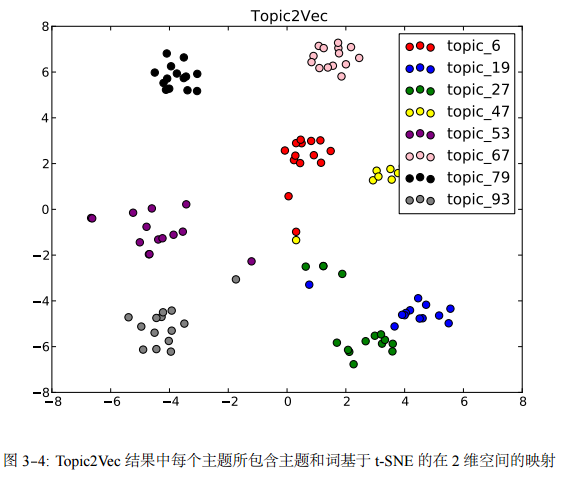 Topic2Vec
8
6
4
2
0
−2
−4
−6
−8
−8
−6
−4
−2
0
2
4
6
8
topic_6
topic_19
topic_27
topic_47
topic_53
topic_67
topic_79
topic_93
图 3–4: Topic2Vec 结果中每个主题所包含主题和词基于 t-SNE 的在 2 维空间的映射